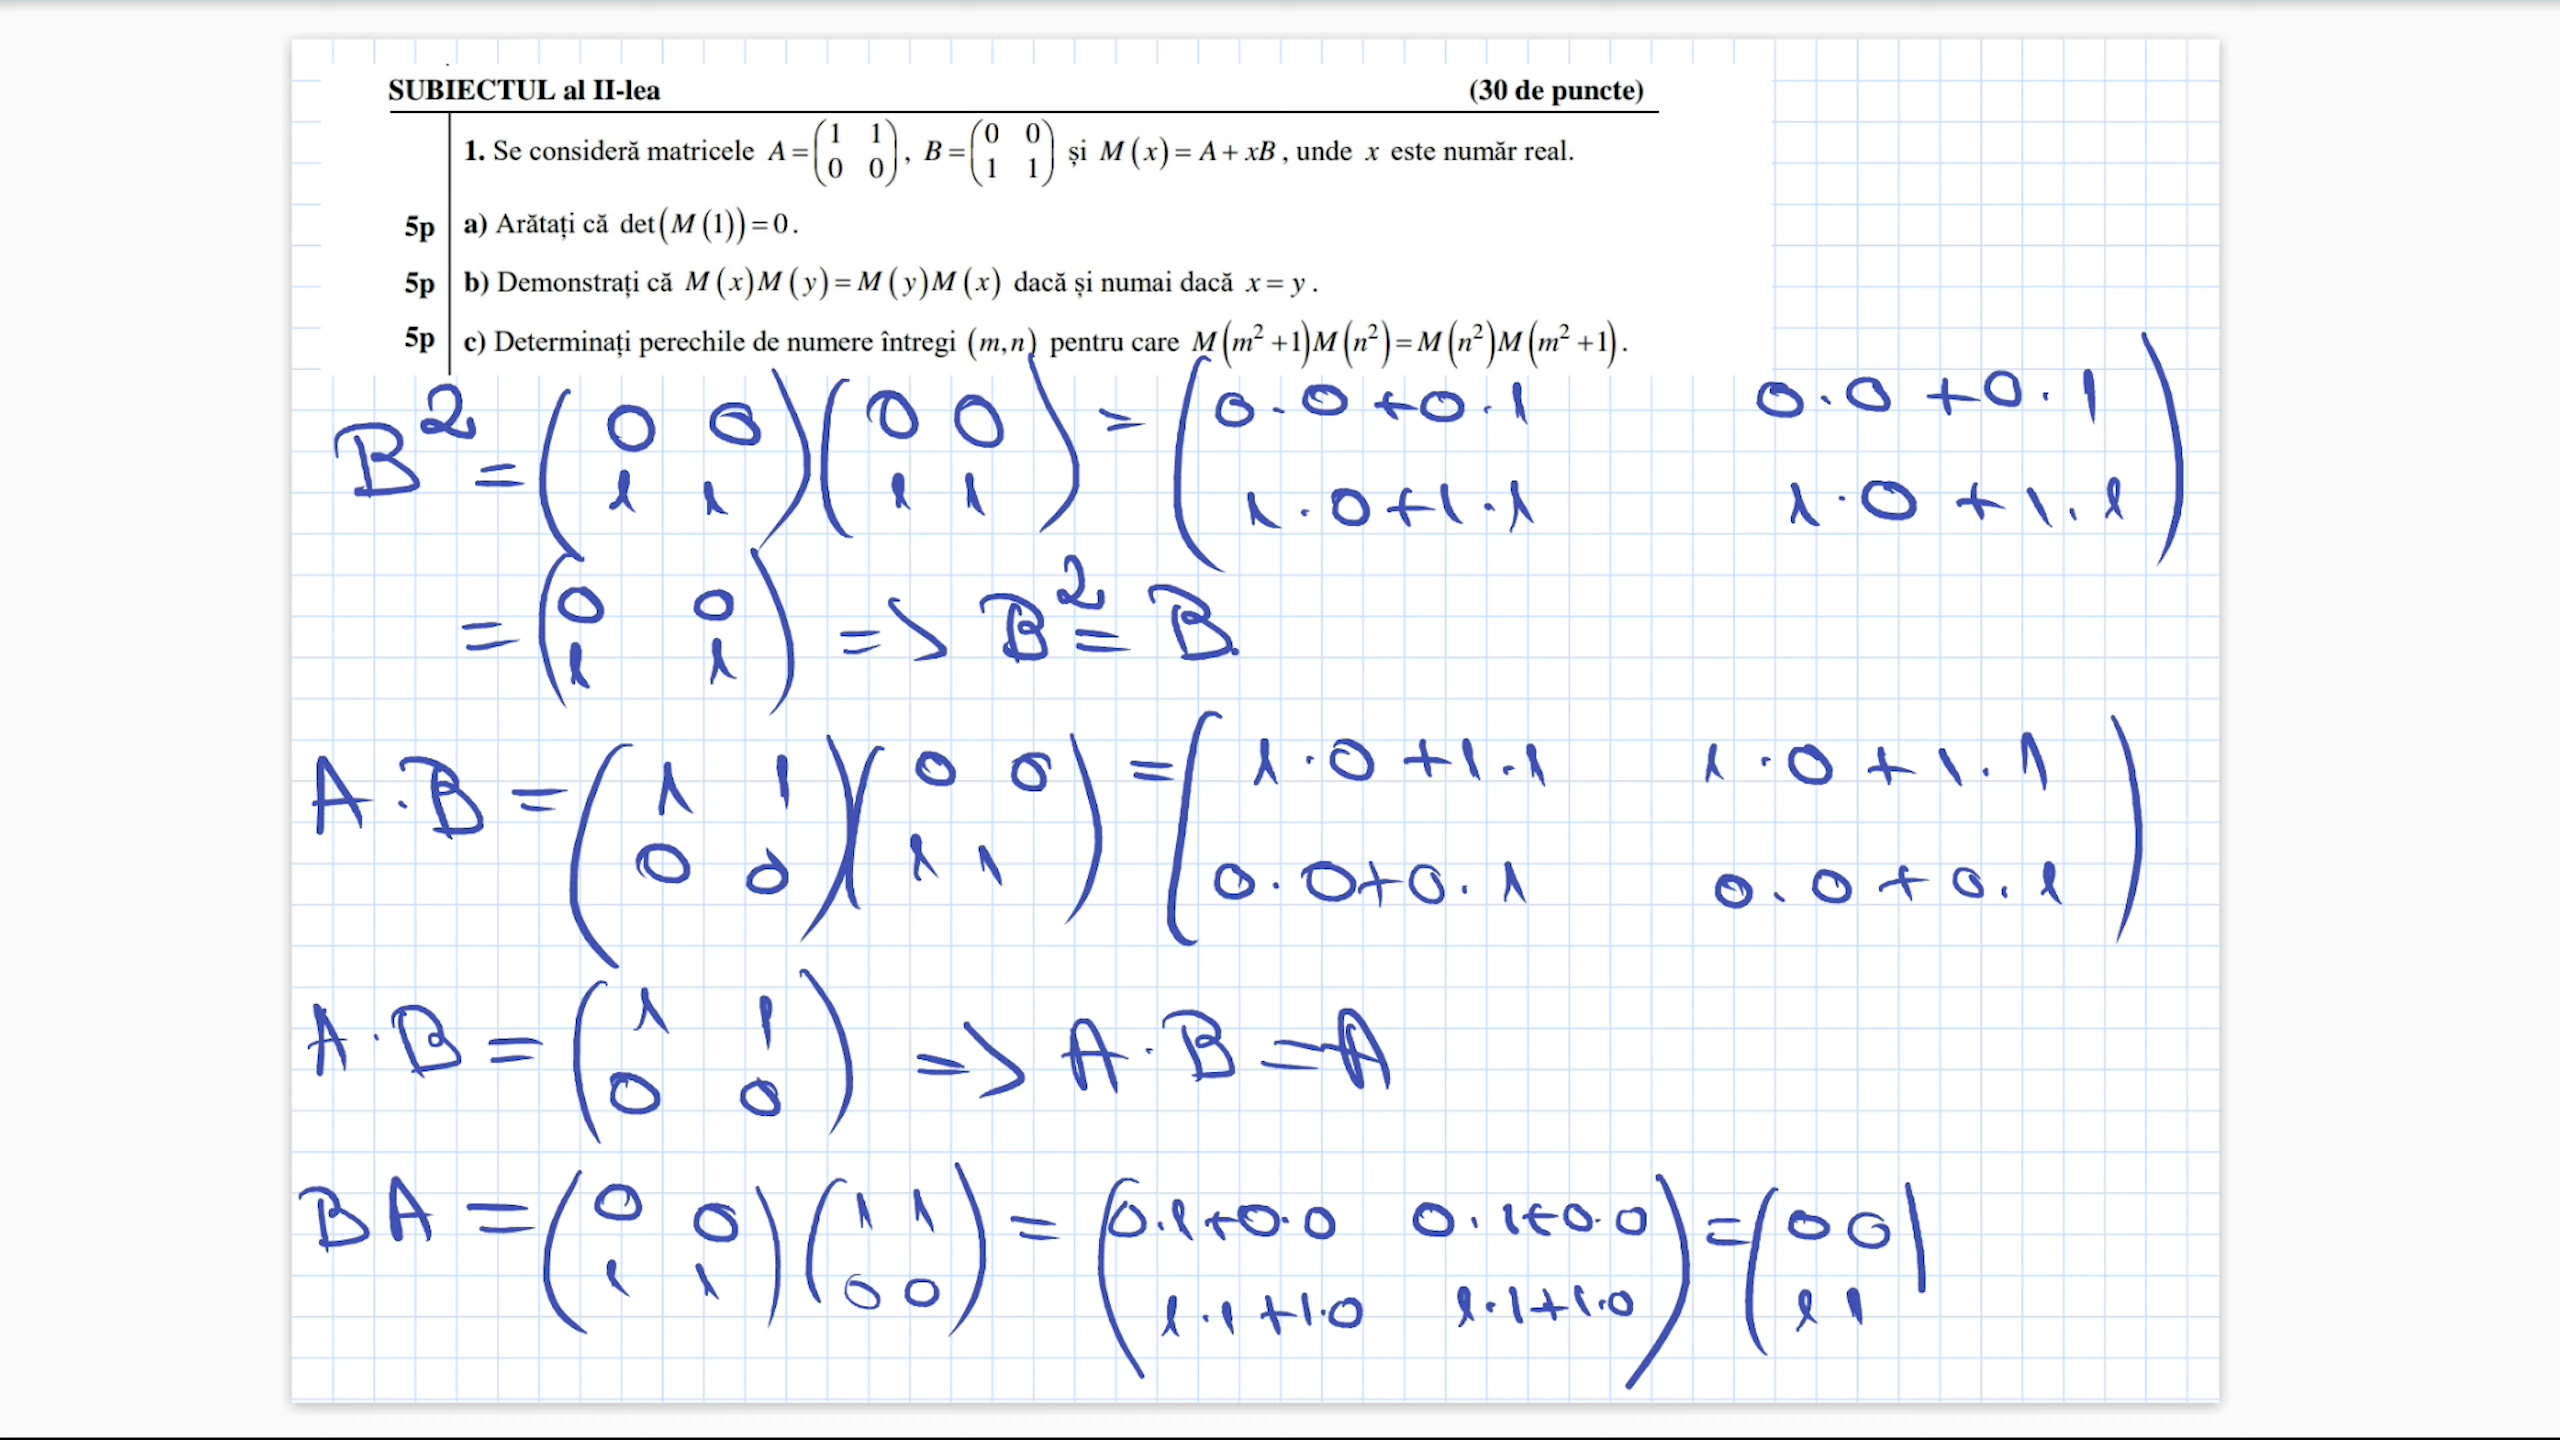 SUBIECTUL al II-lea (30 de puncte)
1. Se consideră matricele A = (1 1 / 0 0), B = (0 0 / 1 1) și M(x) = A + xB, unde x este număr real.
5p a) Arătați că det(M(1)) = 0.
5p b) Demonstrați că M(x)M(y) = M(y)M(x) dacă și numai dacă x = y.
5p c) Determinați perechile de numere întregi (m,n) pentru care M(m²+1)M(n²) = M(n²)M(m²+1).
B² = (0 0 / 1 1)(0 0 / 1 1) = (0·0+0·1 0·0+0·1 / 1·0+1·1 1·0+1·1)
= (0 0 / 1 1) => B² = B.
A·B = (1 1 / 0 0)(0 0 / 1 1) = (1·0+1·1 1·0+1·1 / 0·0+0·1 0·0+0·1)
A·B = (1 1 / 0 0) => A·B = A
BA = (0 0 / 1 1)(1 1 / 0 0) = (0·1+0·0 0·1+0·0 / 1·1+1·0 1·1+1·0) = (0 0 / 1 1)